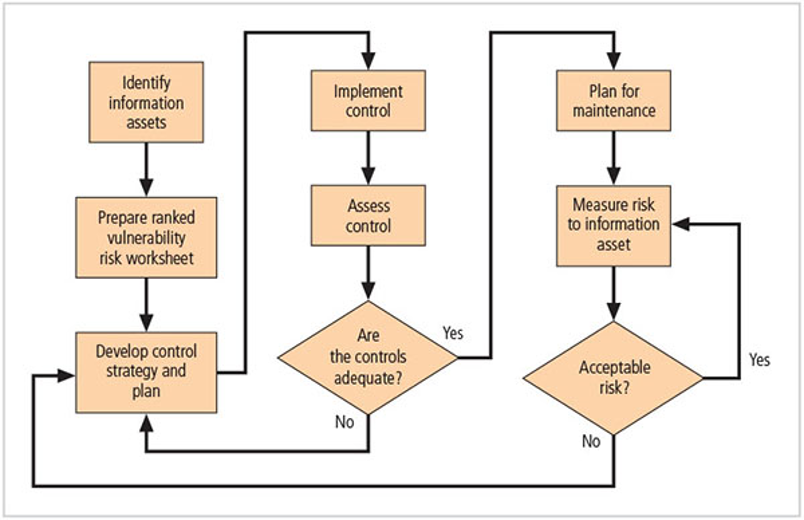 Identify
information
assets
Prepare ranked
vulnerability
risk worksheet
Develop control
strategy and
plan
Implement
control
Assess
control
Are
the controls
adequate?
Yes
No
Plan for
maintenance
Measure risk
to information
asset
Acceptable
risk?
Yes
No